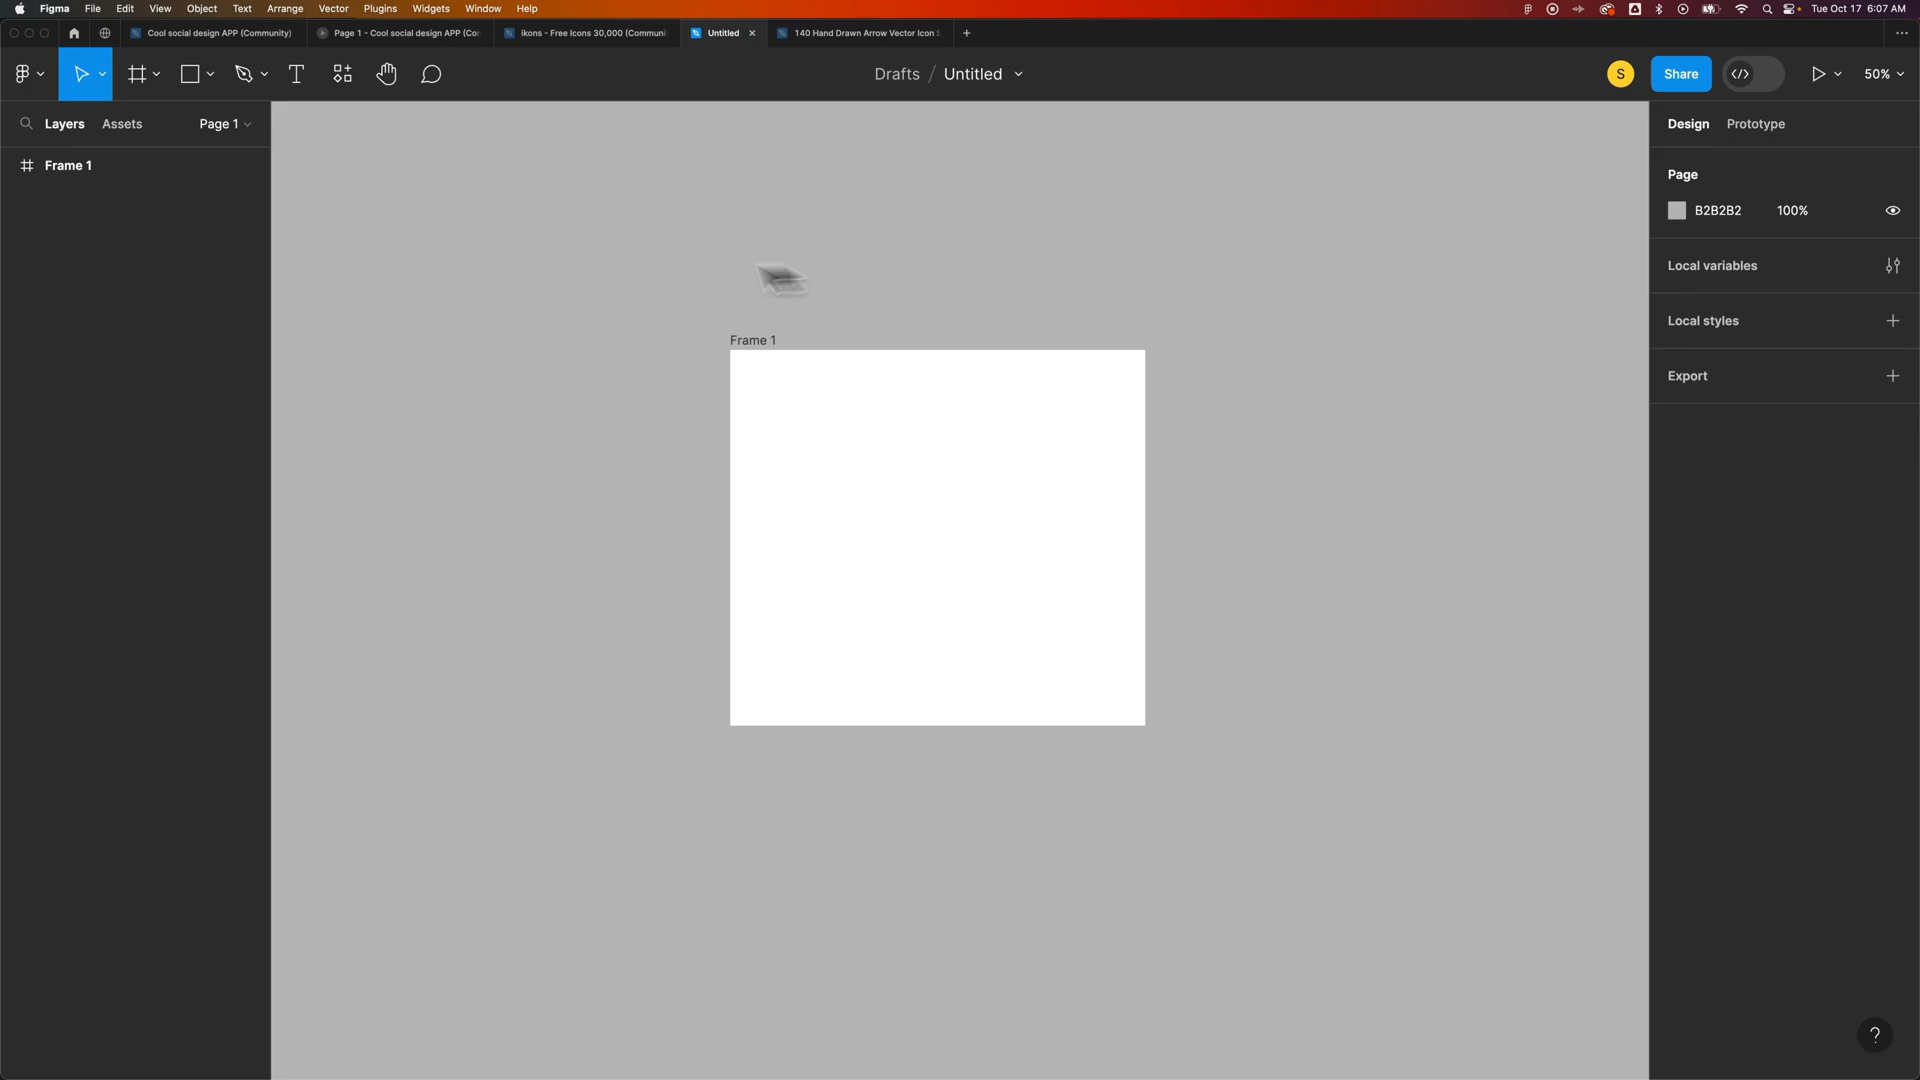 Figma File Edit View Object Text Arrange Vector Plugins Widgets Window Help Tue Oct 17 6:07 AM
Cool social design APP (Community) Page 1 - Cool social design APP (Cor ikons - Free Icons 30,000 (Communi Untitled 140 Hand Drawn Arrow Vector Icon S
Drafts / Untitled S Share 50%
Layers Assets Page 1 Design Prototype
Frame 1
Page
B2B2B2 100%
Local variables
Local styles
Frame 1
Export
?